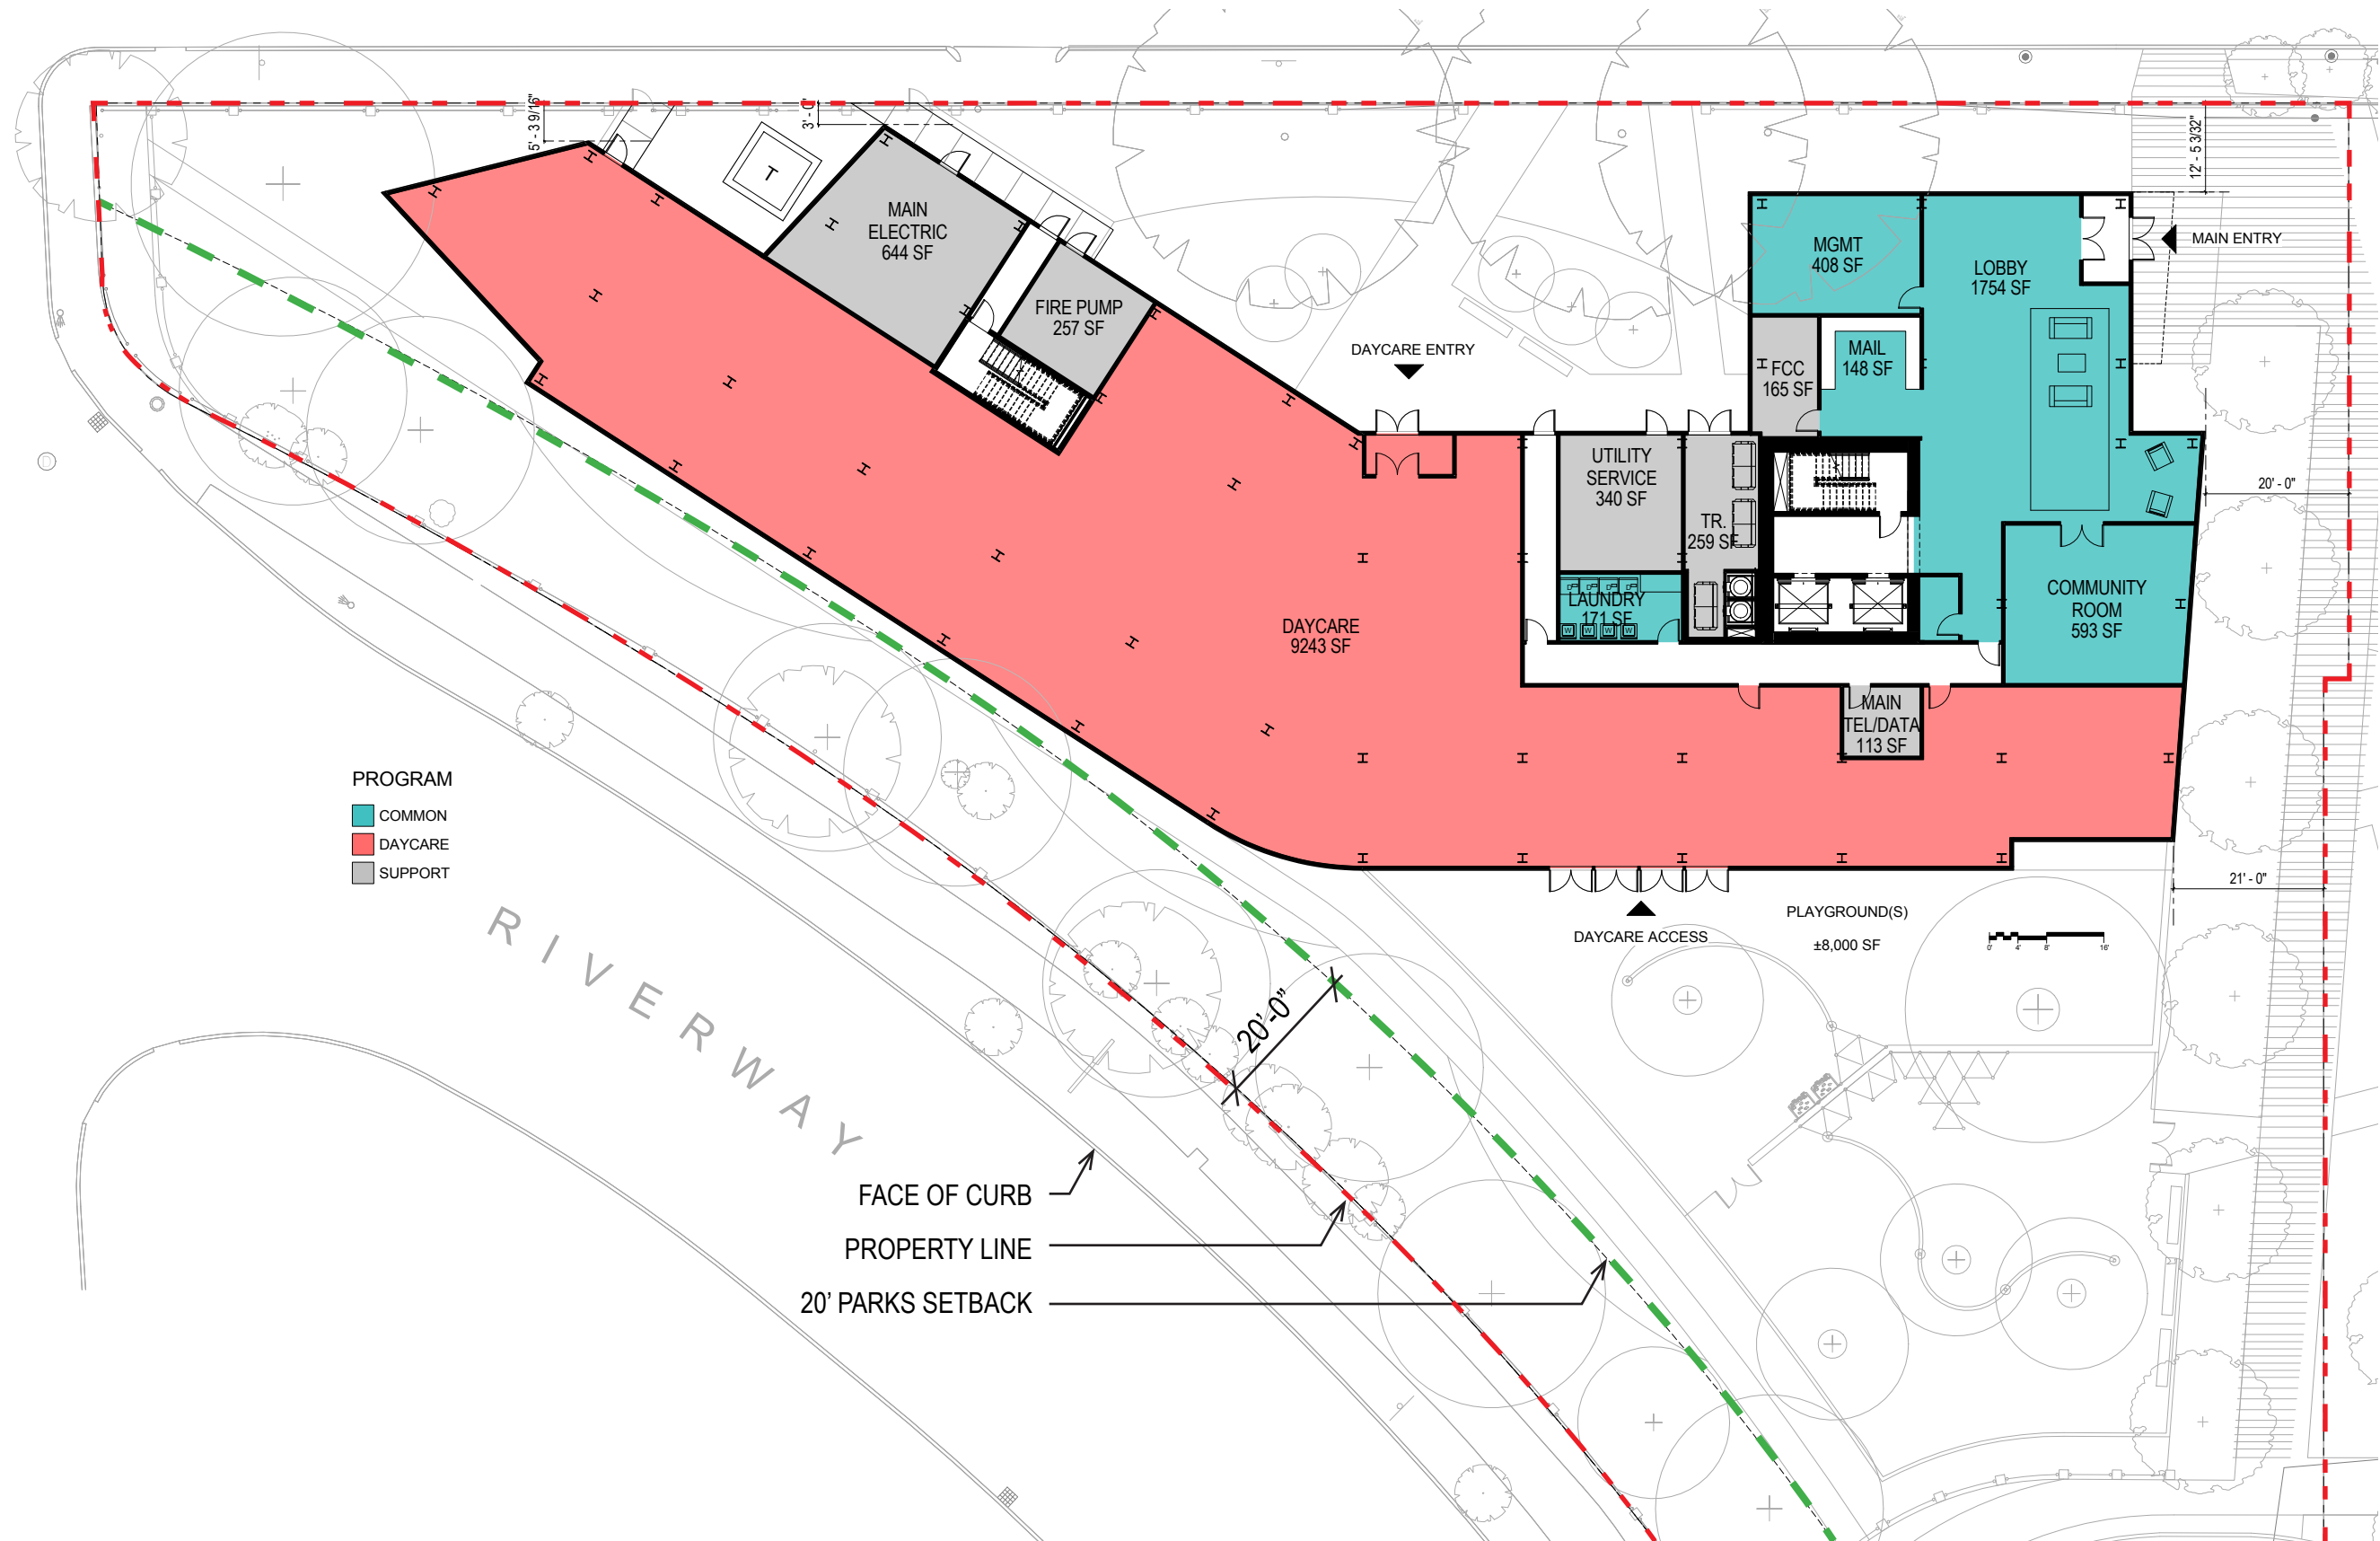 5' - 3 9/16"
3' - 0"
12' - 5 3/32"
T
MAIN
ELECTRIC
644 SF
FIRE PUMP
257 SF
MGMT
408 SF
LOBBY
1754 SF
MAIN ENTRY
DAYCARE ENTRY
FCC
165 SF
MAIL
148 SF
UTILITY
SERVICE
340 SF
TR.
259 SF
20' - 0"
LAUNDRY
171 SF
W W W W
COMMUNITY
ROOM
593 SF
DAYCARE
9243 SF
MAIN
TEL/DATA
113 SF
PROGRAM
COMMON
DAYCARE
SUPPORT
21' - 0"
PLAYGROUND(S)
±8,000 SF
DAYCARE ACCESS
0' 4' 8' 16'
RIVERWAY
20'-0"
FACE OF CURB
PROPERTY LINE
20' PARKS SETBACK